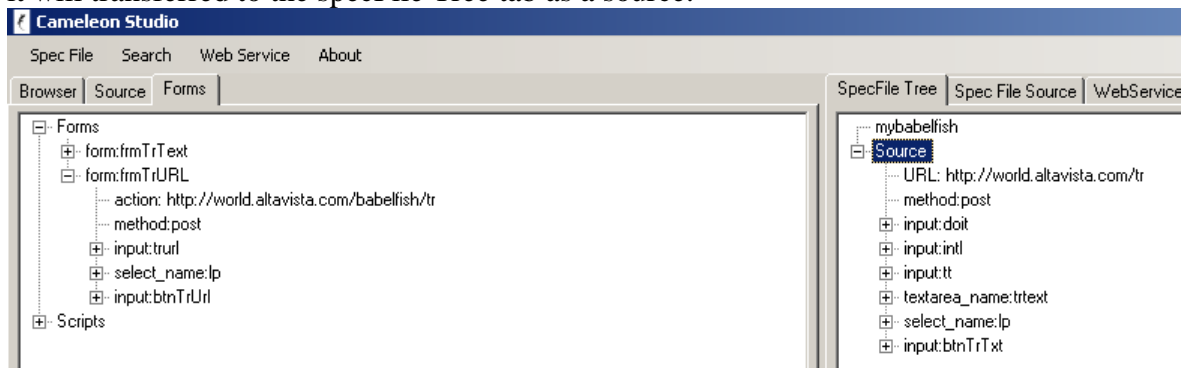 it will transferred to the specFile Tree tab as a source.
Cameleon Studio
Spec File Search Web Service About
Browser Source Forms
Forms
form:frmTrText
form:frmTrURL
action: http://world.altavista.com/babelfish/tr
method:post
input:trurl
select_name:lp
input:btnTrUrl
Scripts
SpecFile Tree Spec File Source WebService
mybabelfish
Source
URL: http://world.altavista.com/tr
method:post
input:doit
input:intl
input:tt
textarea_name:trtext
select_name:lp
input:btnTrTxt